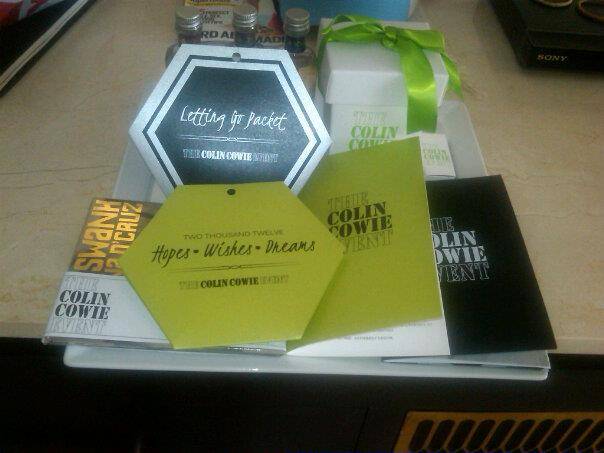 Letting Go Packet
THE COLIN COWIE EVENT
TWO THOUSAND TWELVE
Hopes • Wishes • Dreams
THE COLIN COWIE EVENT
THE
COLIN
COWIE
EVENT
THE
COLIN
COWIE
EVENT
SWANK
THE
COLIN
COWIE
EVENT
THE
COLIN
COWIE
SONY